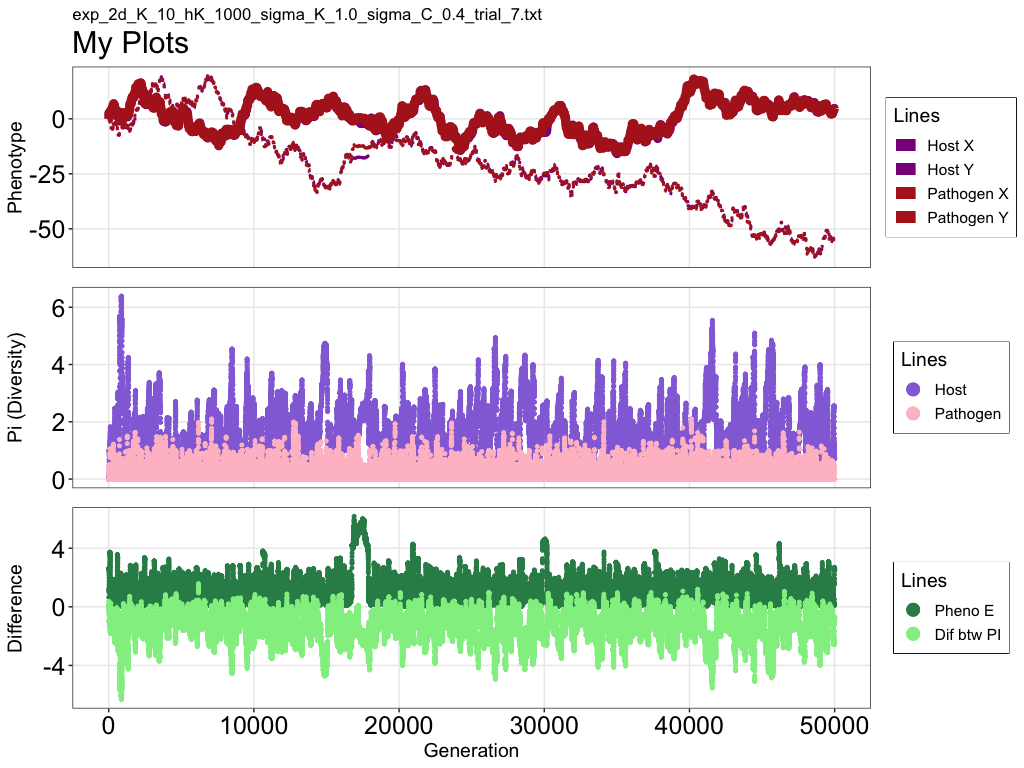 exp_2d_K_10_hK_1000_sigma_K_1.0_sigma_C_0.4_trial_7.txt
My Plots
Phenotype
0
-25
-50
Lines
Host X
Host Y
Pathogen X
Pathogen Y
Pi (Diversity)
6
4
2
0
Lines
Host
Pathogen
Difference
4
0
-4
Lines
Pheno E
Dif btw PI
0 10000 20000 30000 40000 50000
Generation